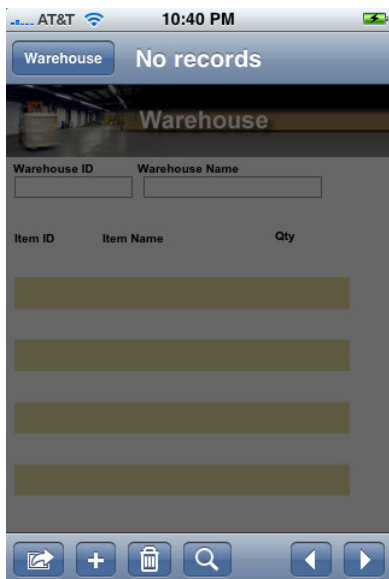 AT&T 10:40 PM
Warehouse No records
Warehouse
Warehouse ID Warehouse Name
Item ID Item Name Qty